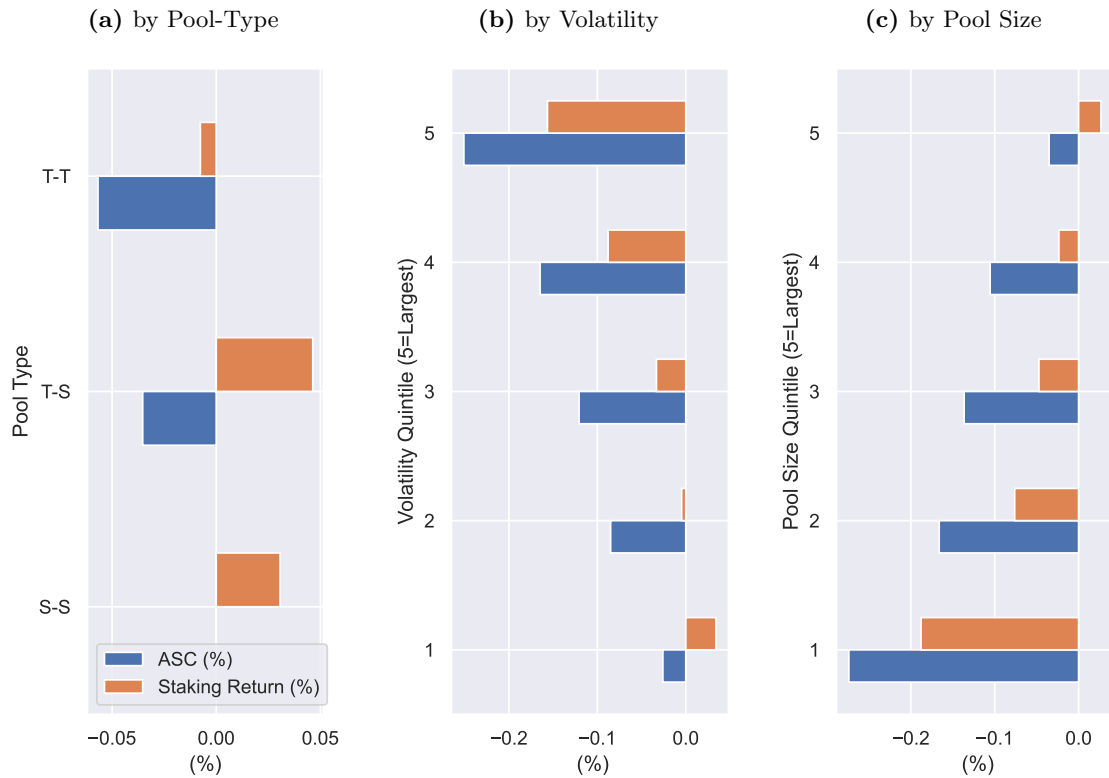 (a) by Pool-Type
(b) by Volatility
(c) by Pool Size
Pool Type
T-T
T-S
S-S
ASC (%)
Staking Return (%)
−0.05
0.00
0.05
(%)
Volatility Quintile (5=Largest)
5
4
3
2
1
−0.2
−0.1
0.0
(%)
Pool Size Quintile (5=Largest)
5
4
3
2
1
−0.2
−0.1
0.0
(%)